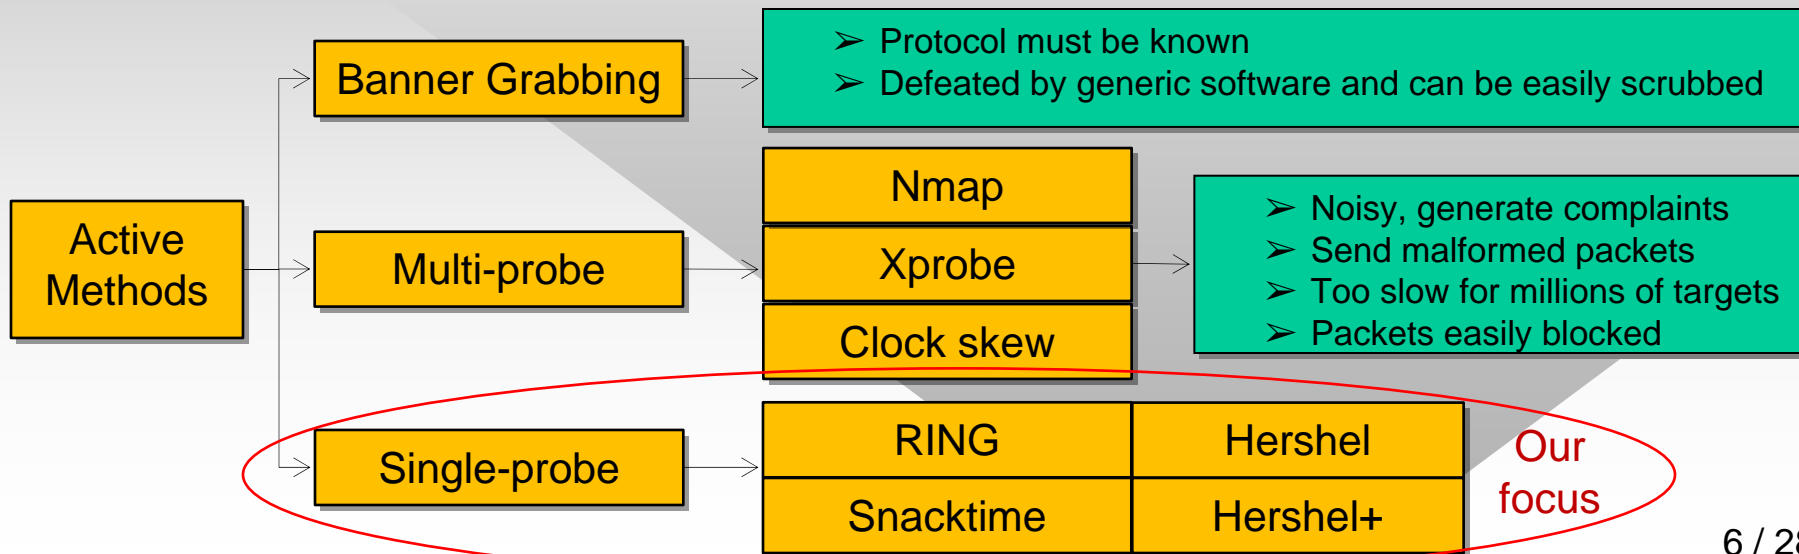 Banner Grabbing
➢ Protocol must be known
➢ Defeated by generic software and can be easily scrubbed
Active
Methods
Multi-probe
Nmap
Xprobe
Clock skew
➢ Noisy, generate complaints
➢ Send malformed packets
➢ Too slow for millions of targets
➢ Packets easily blocked
Single-probe
RING
Hershel
Snacktime
Hershel+
Our
focus
6 / 28